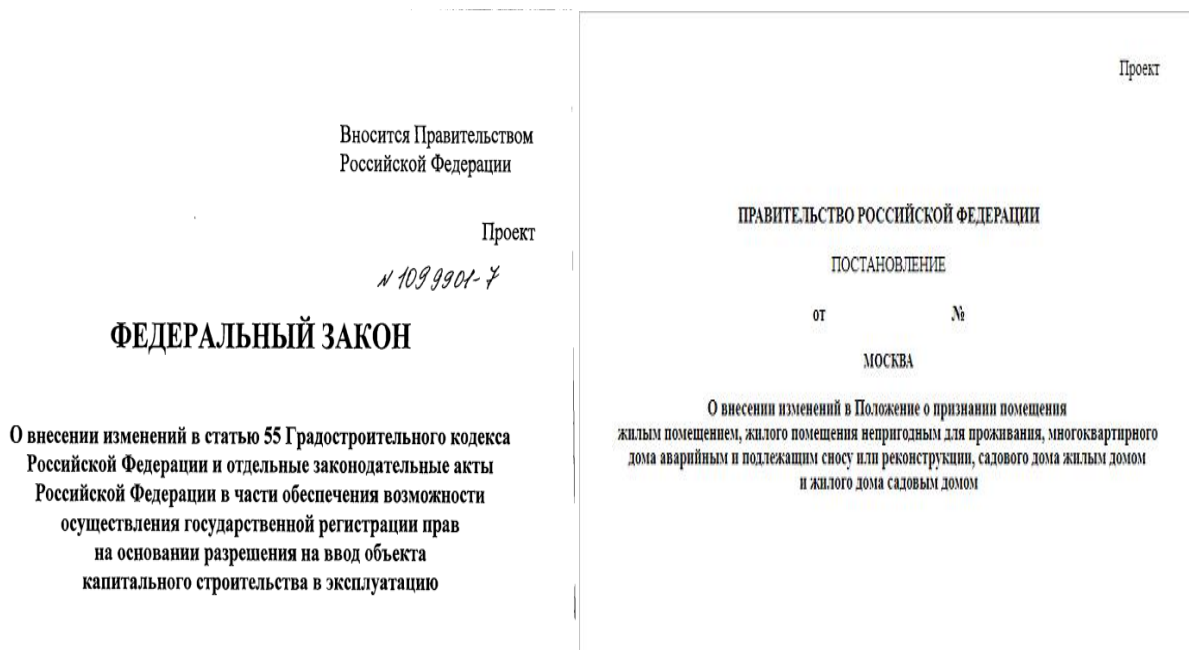 Вносится Правительством
Российской Федерации
Проект
N 1099901-7
ФЕДЕРАЛЬНЫЙ ЗАКОН
О внесении изменений в статью 55 Градостроительного кодекса
Российской Федерации и отдельные законодательные акты
Российской Федерации в части обеспечения возможности
осуществления государственной регистрации прав
на основании разрешения на ввод объекта
капитального строительства в эксплуатацию
Проект
ПРАВИТЕЛЬСТВО РОССИЙСКОЙ ФЕДЕРАЦИИ
ПОСТАНОВЛЕНИЕ
от №
МОСКВА
О внесении изменений в Положение о признании помещения
жилым помещением, жилого помещения непригодным для проживания, многоквартирного
дома аварийным и подлежащим сносу или реконструкции, садового дома жилым домом
и жилого дома садовым домом